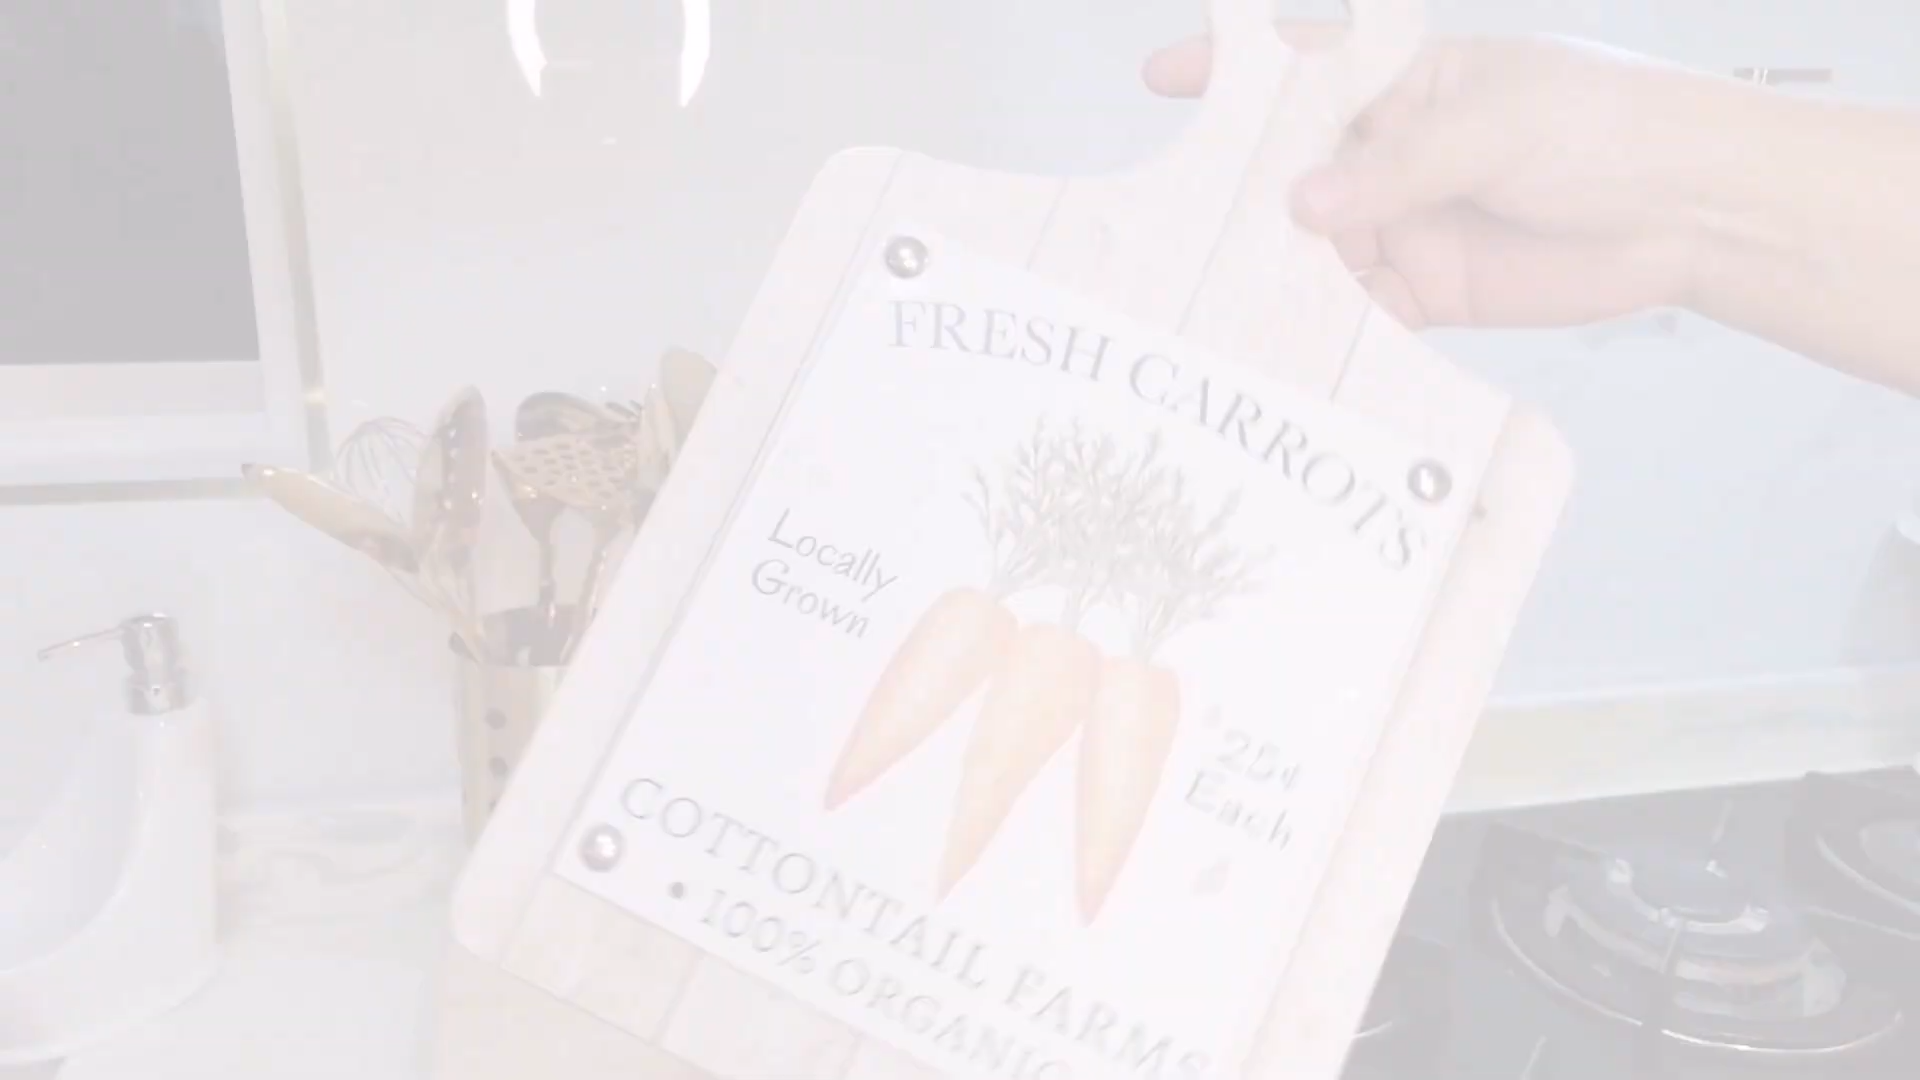 FRESH CARROTS
Locally
Grown
25¢
Each
COTTONTAIL FARMS
• 100% ORGANIC